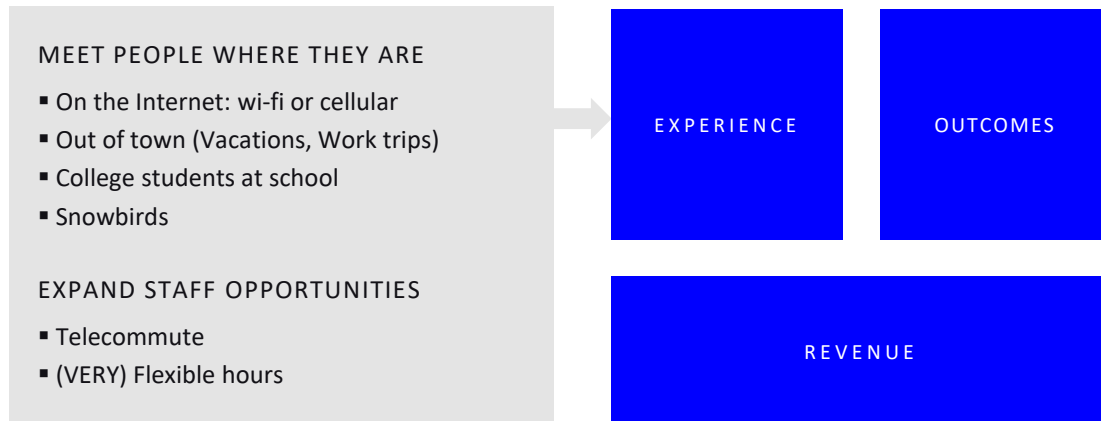 MEET PEOPLE WHERE THEY ARE
▪ On the Internet: wi-fi or cellular
▪ Out of town (Vacations, Work trips)
▪ College students at school
▪ Snowbirds
EXPAND STAFF OPPORTUNITIES
▪ Telecommute
▪ (VERY) Flexible hours
EXPERIENCE
OUTCOMES
REVENUE